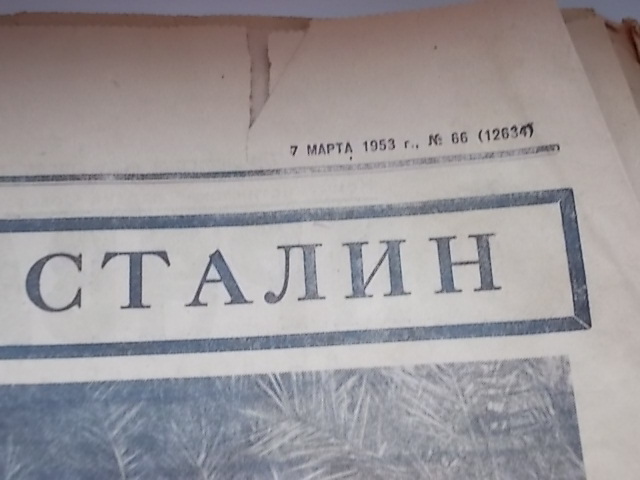 7 МАРТА 1953 г., № 66 (12634)
СТАЛИН